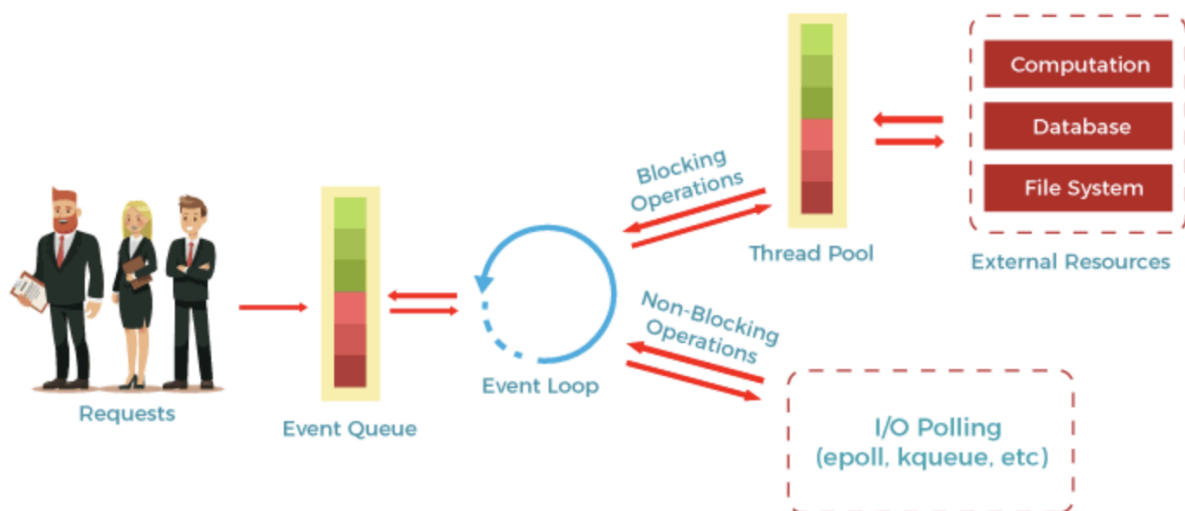 Requests
Event Queue
Event Loop
Blocking
Operations
Non-Blocking
Operations
Thread Pool
Computation
Database
File System
External Resources
I/O Polling
(epoll, kqueue, etc)